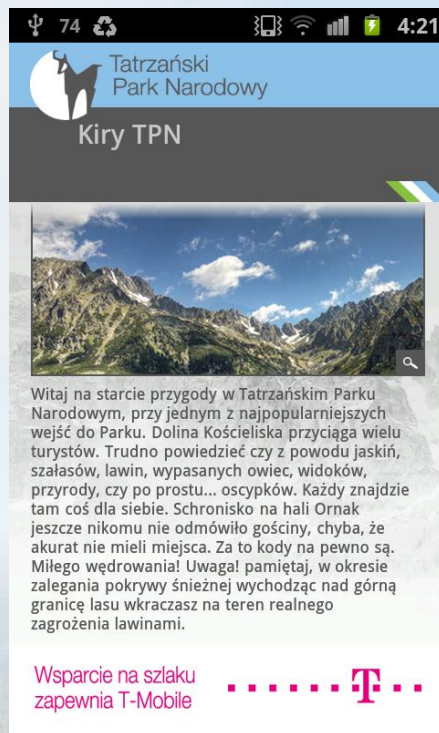 74
4:21
Tatrzański
Park Narodowy
Kiry TPN
Witaj na starcie przygody w Tatrzańskim Parku
Narodowym, przy jednym z najpopularniejszych
wejść do Parku. Dolina Kościeliska przyciąga wielu
turystów. Trudno powiedzieć czy z powodu jaskiń,
szałasów, lawin, wypasanych owiec, widoków,
przyrody, czy po prostu... oscypków. Każdy znajdzie
tam coś dla siebie. Schronisko na hali Ornak
jeszcze nikomu nie odmówiło gościny, chyba, że
akurat nie mieli miejsca. Za to kody na pewno są.
Miłego wędrowania! Uwaga! pamiętaj, w okresie
zalegania pokrywy śnieżnej wychodząc nad górną
granicę lasu wkraczasz na teren realnego
zagrożenia lawinami.
Wsparcie na szlaku
zapewnia T-Mobile
T